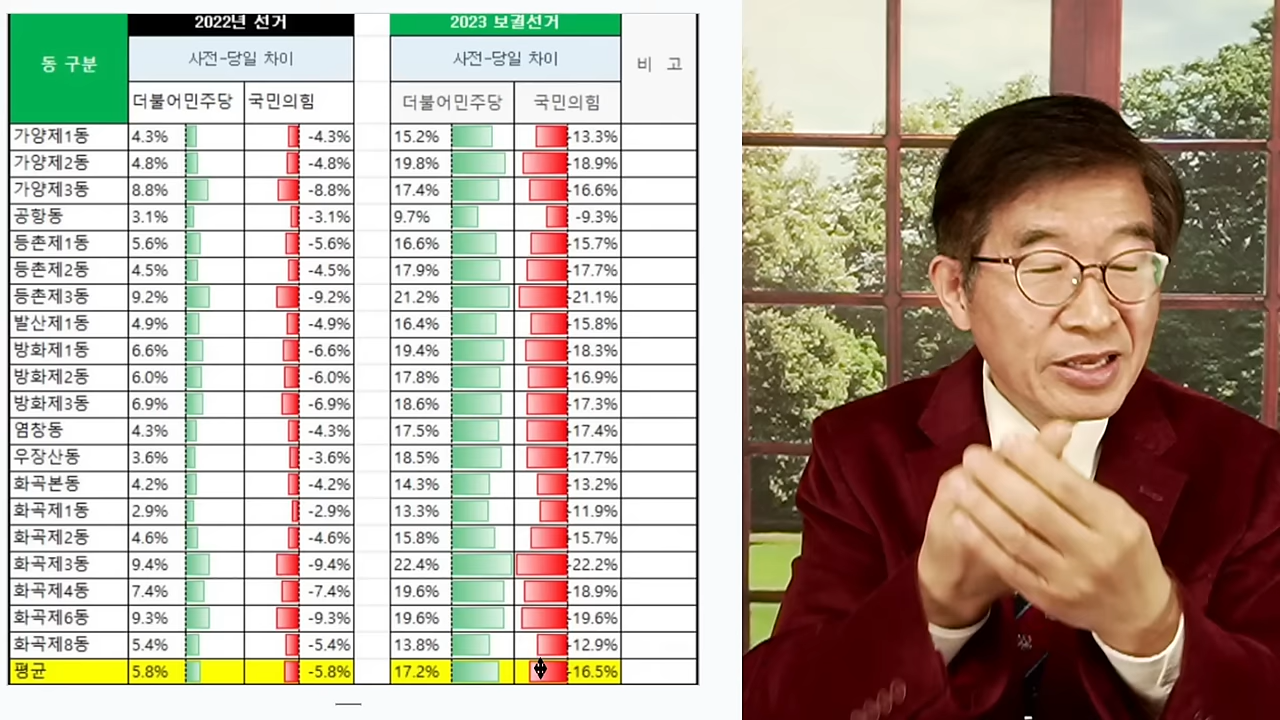 2022년 선거 2023 보궐선거
동 구분 사전-당일 차이 사전-당일 차이 비 고
더불어민주당 국민의힘 더불어민주당 국민의힘
가양제1동 4.3% -4.3% 15.2% -13.3%
가양제2동 4.8% -4.8% 19.8% -18.9%
가양제3동 8.8% -8.8% 17.4% -16.6%
공항동 3.1% -3.1% 9.7% -9.3%
등촌제1동 5.6% -5.6% 16.6% -15.7%
등촌제2동 4.5% -4.5% 17.9% -17.7%
등촌제3동 9.2% -9.2% 21.2% -21.1%
발산제1동 4.9% -4.9% 16.4% -15.8%
방화제1동 6.6% -6.6% 19.4% -18.3%
방화제2동 6.0% -6.0% 17.8% -16.9%
방화제3동 6.9% -6.9% 18.6% -17.3%
염창동 4.3% -4.3% 17.5% -17.4%
우장산동 3.6% -3.6% 18.5% -17.7%
화곡본동 4.2% -4.2% 14.3% -13.2%
화곡제1동 2.9% -2.9% 13.3% -11.9%
화곡제2동 4.6% -4.6% 15.8% -15.7%
화곡제3동 9.4% -9.4% 22.4% -22.2%
화곡제4동 7.4% -7.4% 19.6% -18.9%
화곡제6동 9.3% -9.3% 19.6% -19.6%
화곡제8동 5.4% -5.4% 13.8% -12.9%
평균 5.8% -5.8% 17.2% -16.5%